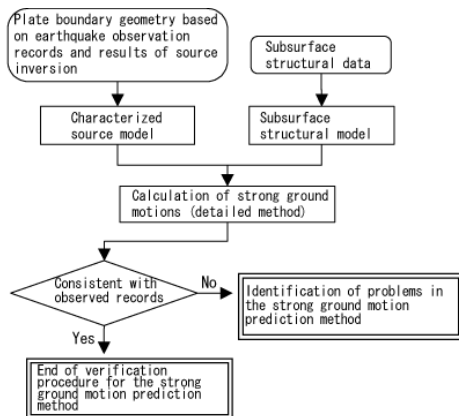 Plate boundary geometry based
on earthquake observation
records and results of source
inversion
Subsurface
structural data
Characterized
source model
Subsurface
structural model
Calculation of strong ground
motions (detailed method)
Consistent with
observed records
No
Identification of problems in
the strong ground motion
prediction method
Yes
End of verification
procedure for the strong
ground motion prediction
method